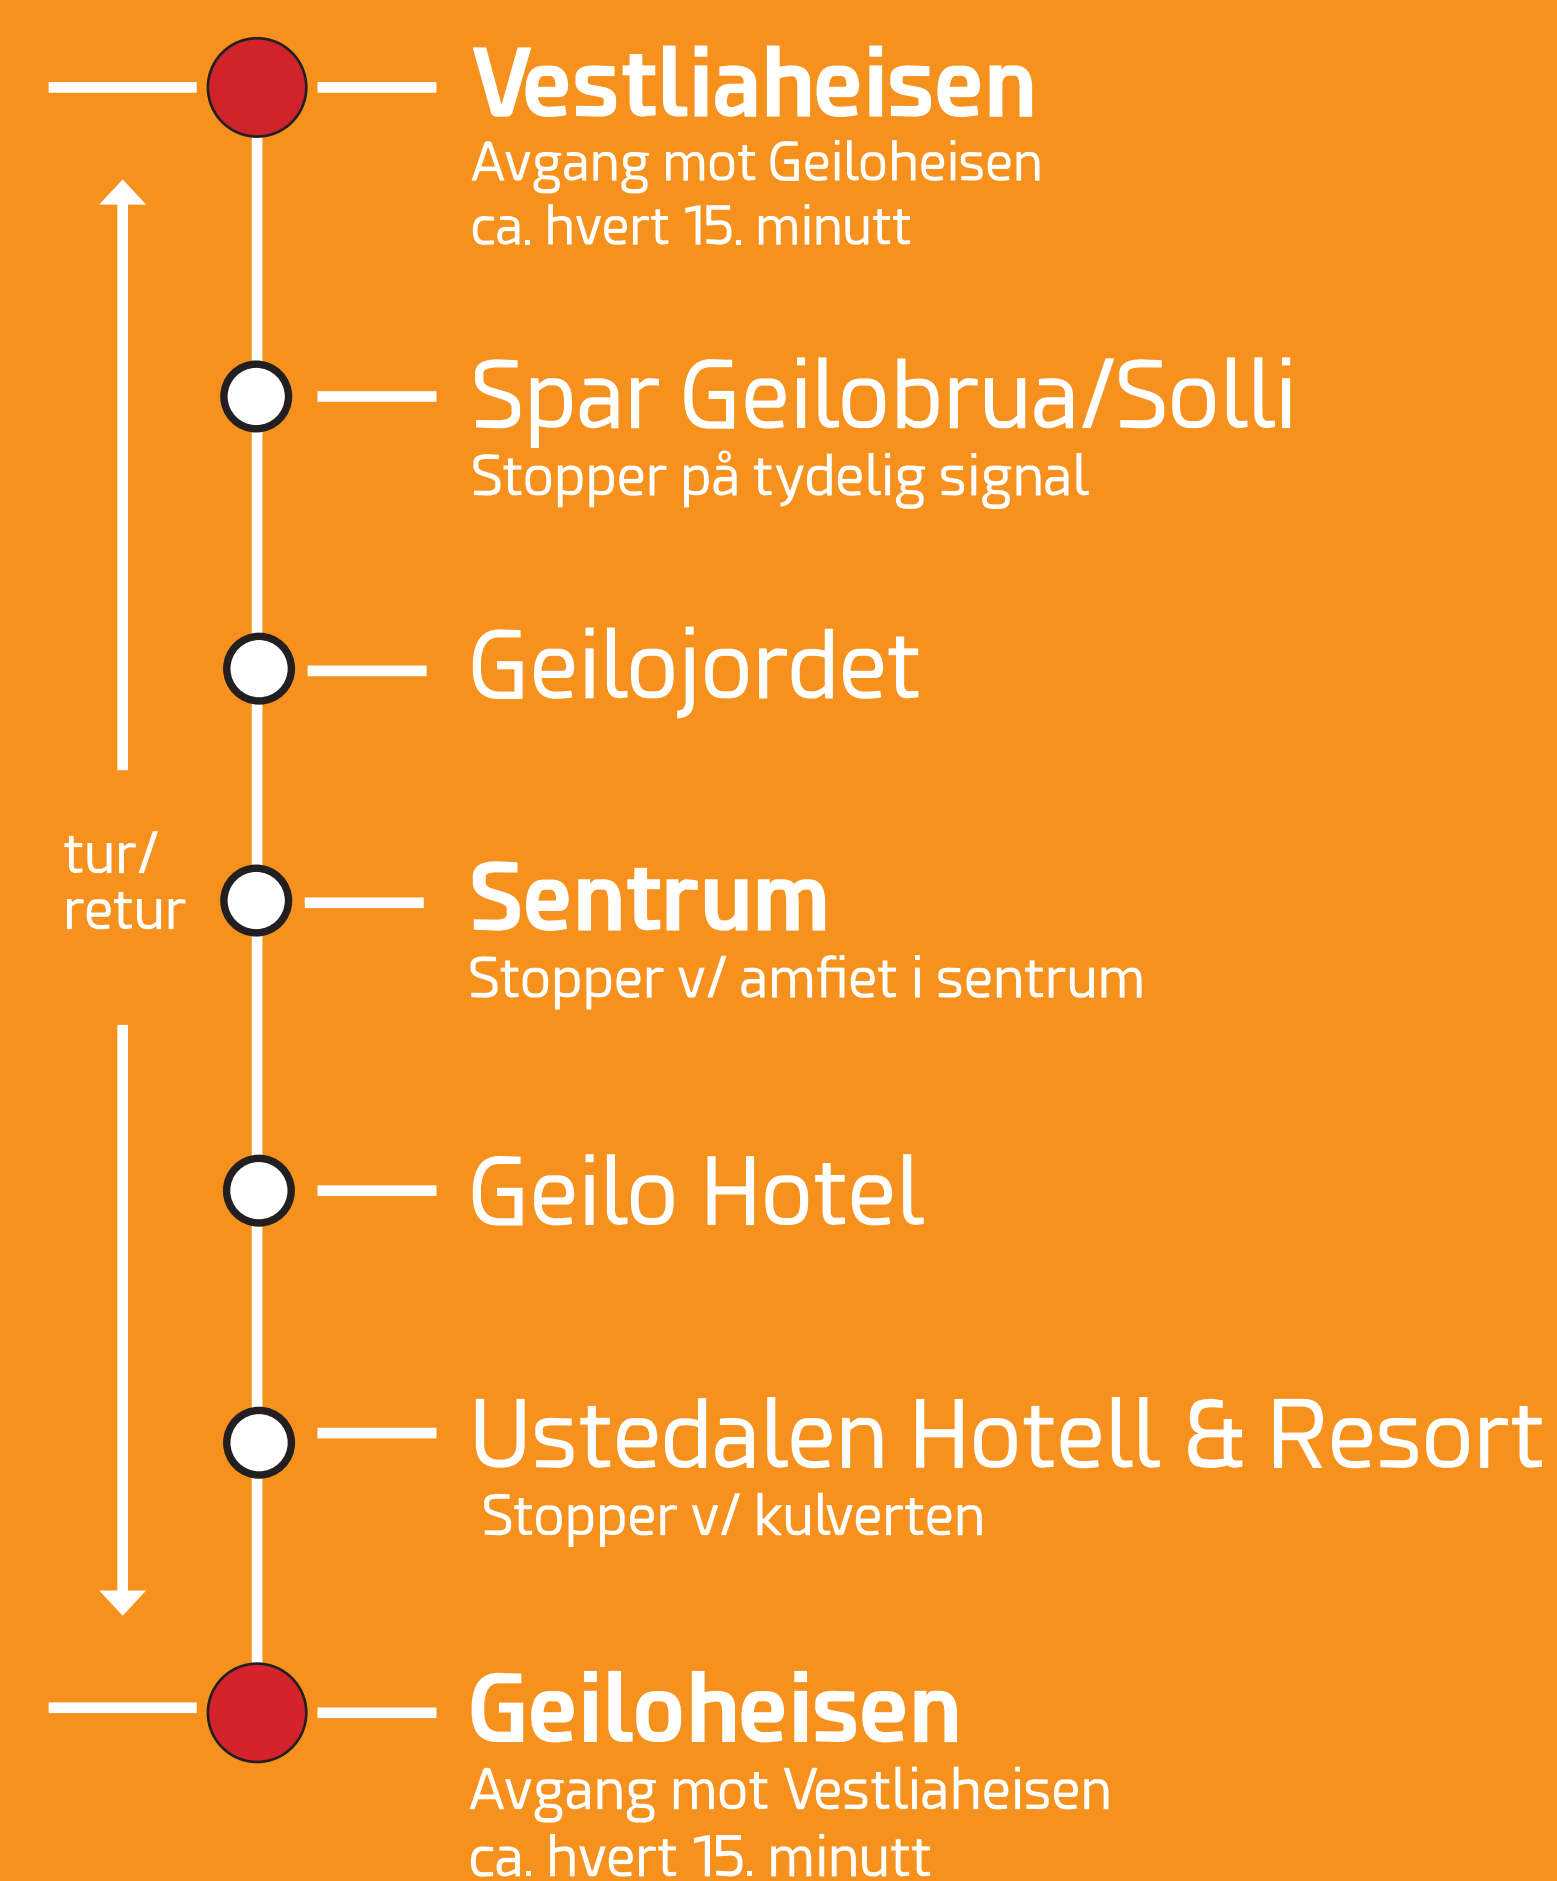 Vestliaheisen
Avgang mot Geiloheisen
ca. hvert 15. minutt
Spar Geilobrua/Solli
Stopper på tydelig signal
Geilojordet
tur/
retur
Sentrum
Stopper v/ amfiet i sentrum
Geilo Hotel
Ustedalen Hotell & Resort
Stopper v/ kulverten
Geiloheisen
Avgang mot Vestliaheisen
ca. hvert 15. minutt